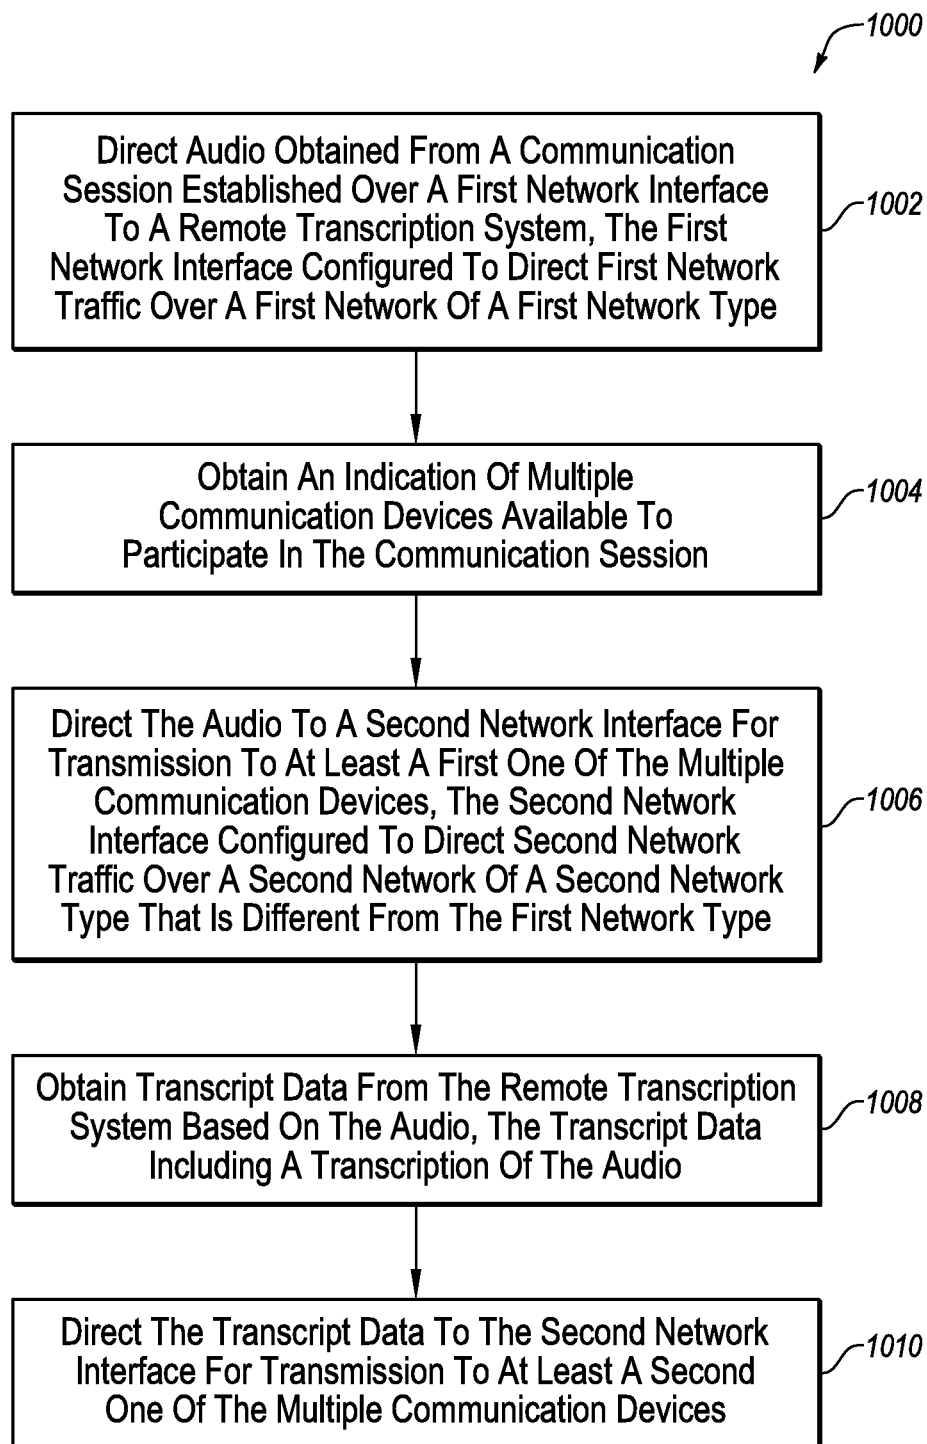 1000
Direct Audio Obtained From A Communication
Session Established Over A First Network Interface
To A Remote Transcription System, The First
Network Interface Configured To Direct First Network
Traffic Over A First Network Of A First Network Type
1002
Obtain An Indication Of Multiple
Communication Devices Available To
Participate In The Communication Session
1004
Direct The Audio To A Second Network Interface For
Transmission To At Least A First One Of The Multiple
Communication Devices, The Second Network
Interface Configured To Direct Second Network
Traffic Over A Second Network Of A Second Network
Type That Is Different From The First Network Type
1006
Obtain Transcript Data From The Remote Transcription
System Based On The Audio, The Transcript Data
Including A Transcription Of The Audio
1008
Direct The Transcript Data To The Second Network
Interface For Transmission To At Least A Second
One Of The Multiple Communication Devices
1010